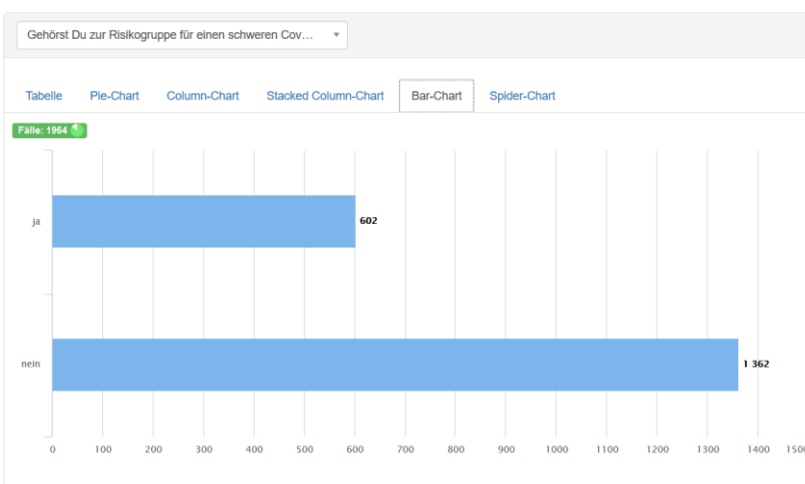 Gehörst Du zur Risikogruppe für einen schweren Cov…
Tabelle Pie-Chart Column-Chart Stacked Column-Chart Bar-Chart Spider-Chart
Fälle: 1964
ja 602
nein 1 362
0 100 200 300 400 500 600 700 800 900 1000 1100 1200 1300 1400 1500